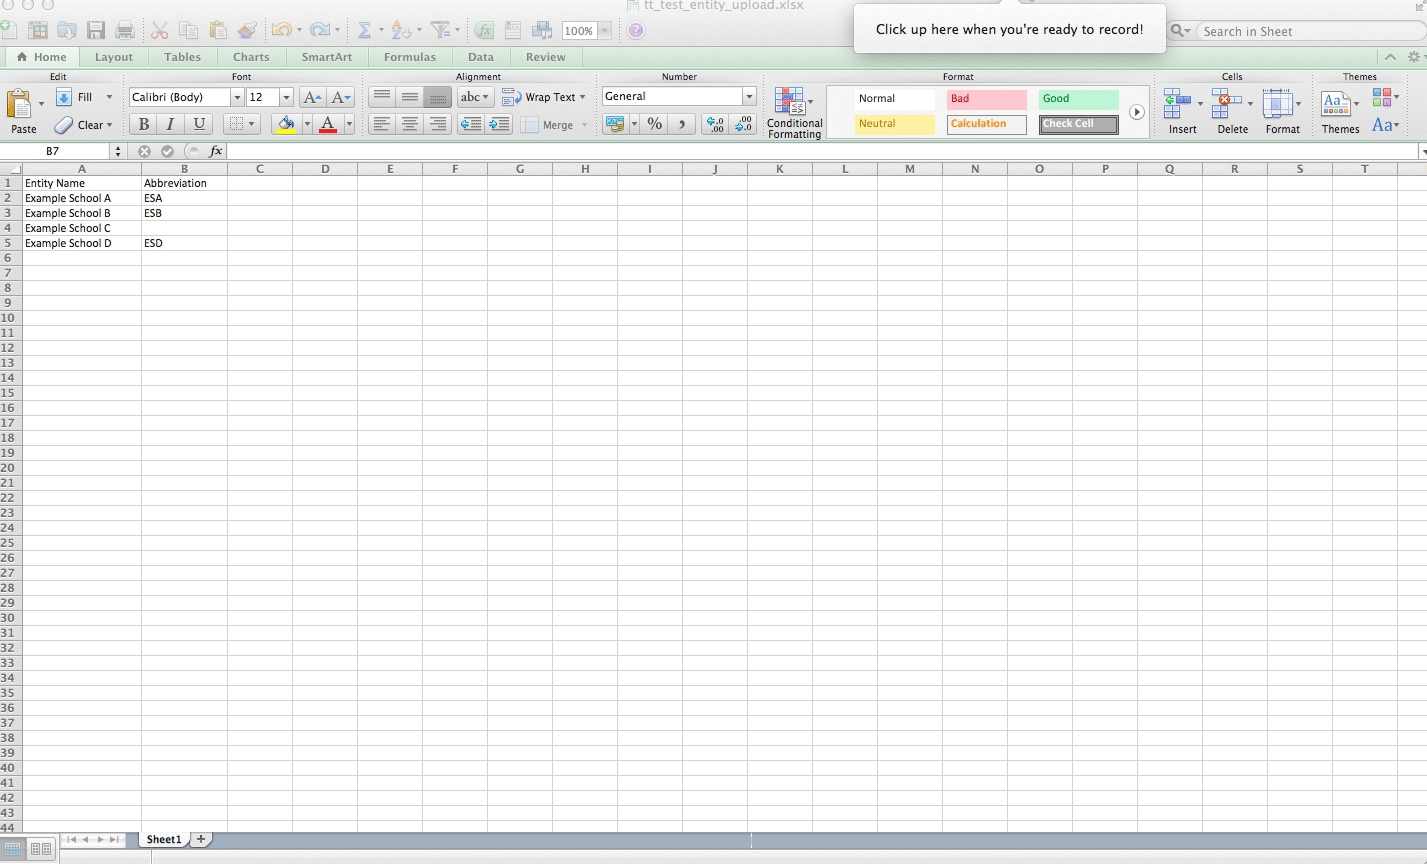 tt_test_entity_upload.xlsx
Click up here when you're ready to record!
100%
Search in Sheet
Home Layout Tables Charts SmartArt Formulas Data Review
Edit Font Alignment Number Format Cells Themes
Fill Calibri (Body) 12 A A abc Wrap Text General Normal Bad Good
Paste Clear B I U A Merge % , Conditional Formatting Neutral Calculation Check Cell Insert Delete Format Themes Aa
B7 fx
A B C D E F G H I J K L M N O P Q R S T
1 Entity Name Abbreviation
2 Example School A ESA
3 Example School B ESB
4 Example School C
5 Example School D ESD
6
7
8
9
10
11
12
13
14
15
16
17
18
19
20
21
22
23
24
25
26
27
28
29
30
31
32
33
34
35
36
37
38
39
40
41
42
43
44
Sheet1